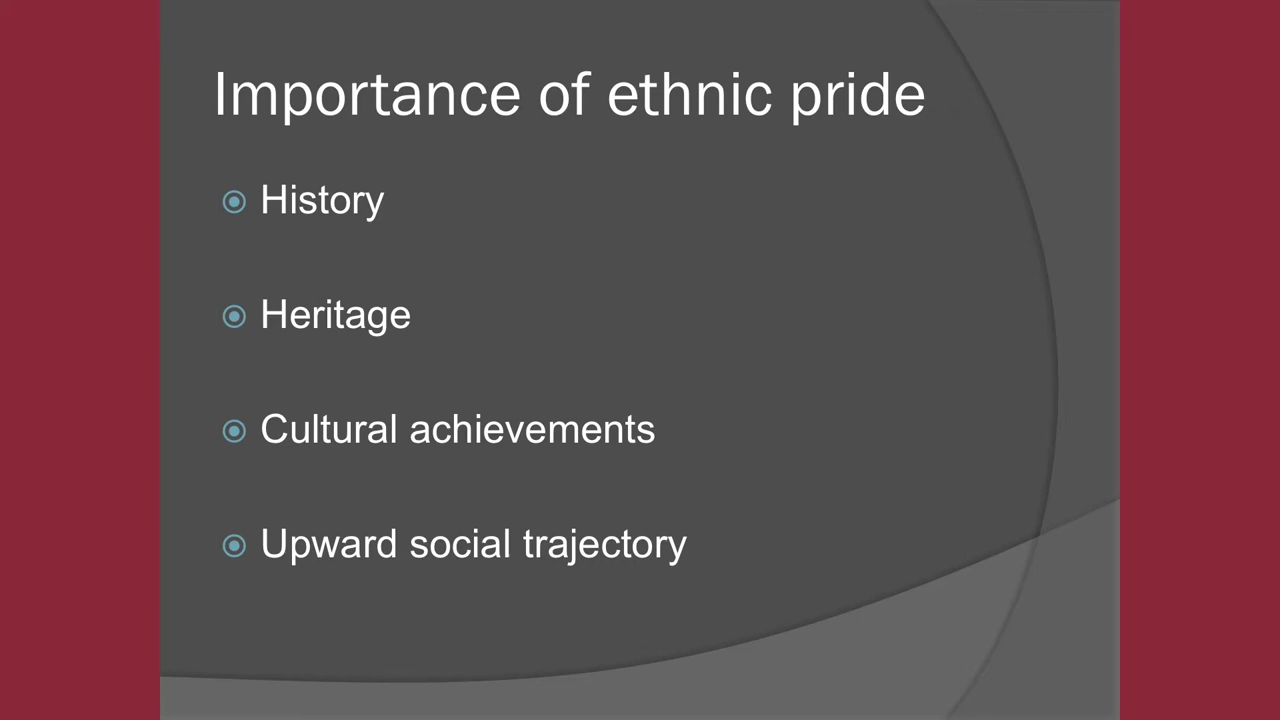 Importance of ethnic pride
History
Heritage
Cultural achievements
Upward social trajectory